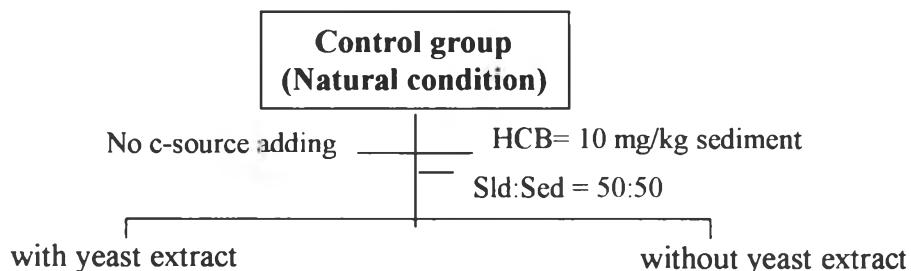 Control group
(Natural condition)
No c-source adding
HCB= 10 mg/kg sediment
Sld:Sed = 50:50
with yeast extract
without yeast extract